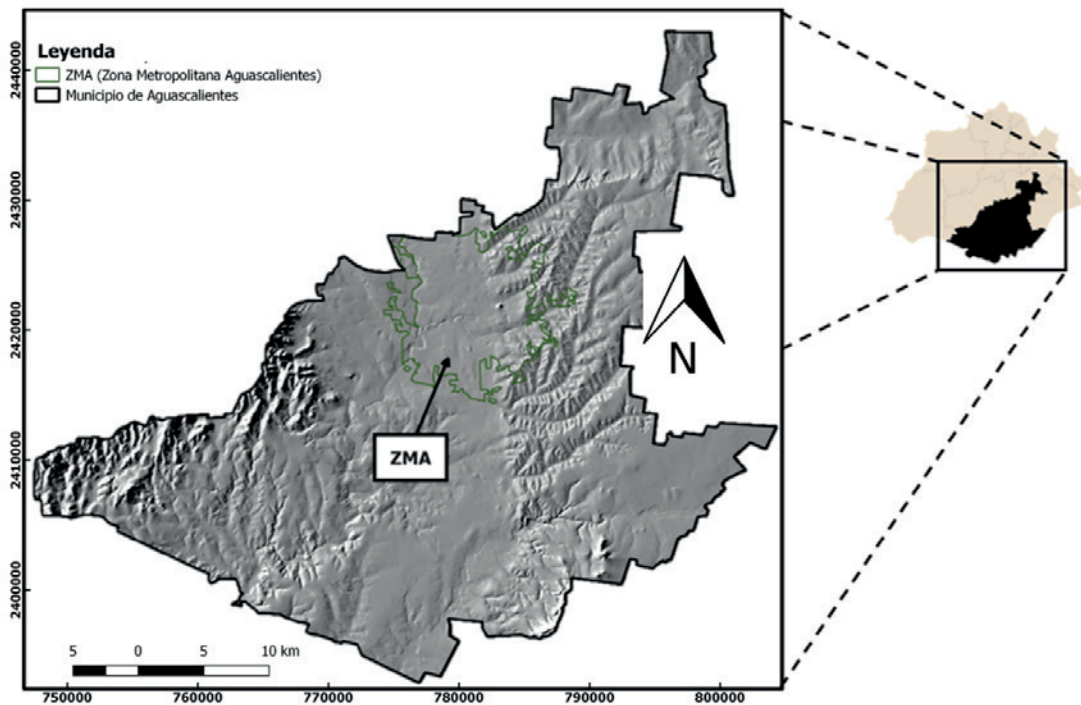 Leyenda
ZMA (Zona Metropolitana Aguascalientes)
Municipio de Aguascalientes
2440000
2430000
2420000
2410000
2400000
N
ZMA
5 0 5 10 km
750000 760000 770000 780000 790000 800000